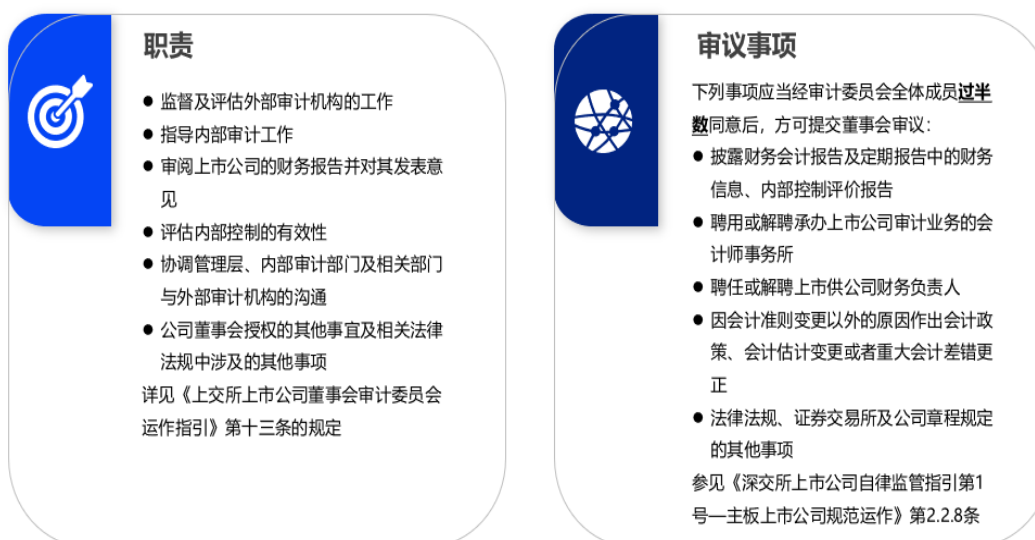 职责
● 监督及评估外部审计机构的工作
● 指导内部审计工作
● 审阅上市公司的财务报告并对其发表意
见
● 评估内部控制的有效性
● 协调管理层、内部审计部门及相关部门
与外部审计机构的沟通
● 公司董事会授权的其他事宜及相关法律
法规中涉及的其他事项
详见《上交所上市公司董事会审计委员会
运作指引》第十三条的规定
审议事项
下列事项应当经审计委员会全体成员过半
数同意后，方可提交董事会审议：
● 披露财务会计报告及定期报告中的财务
信息、内部控制评价报告
● 聘用或解聘承办上市公司审计业务的会
计师事务所
● 聘任或解聘上市供公司财务负责人
● 因会计准则变更以外的原因作出会计政
策、会计估计变更或者重大会计差错更
正
● 法律法规、证券交易所及公司章程规定
的其他事项
参见《深交所上市公司自律监管指引第1
号—主板上市公司规范运作》第2.2.8条